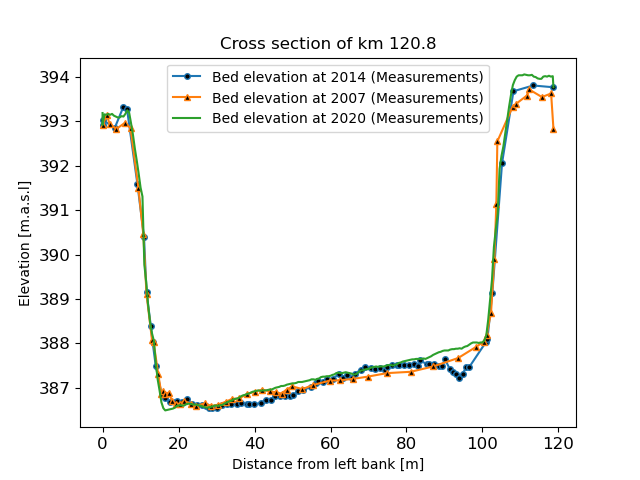 Cross section of km 120.8
Bed elevation at 2014 (Measurements)
Bed elevation at 2007 (Measurements)
Bed elevation at 2020 (Measurements)
Elevation [m.a.s.l]
394
393
392
391
390
389
388
387
0 20 40 60 80 100 120
Distance from left bank [m]